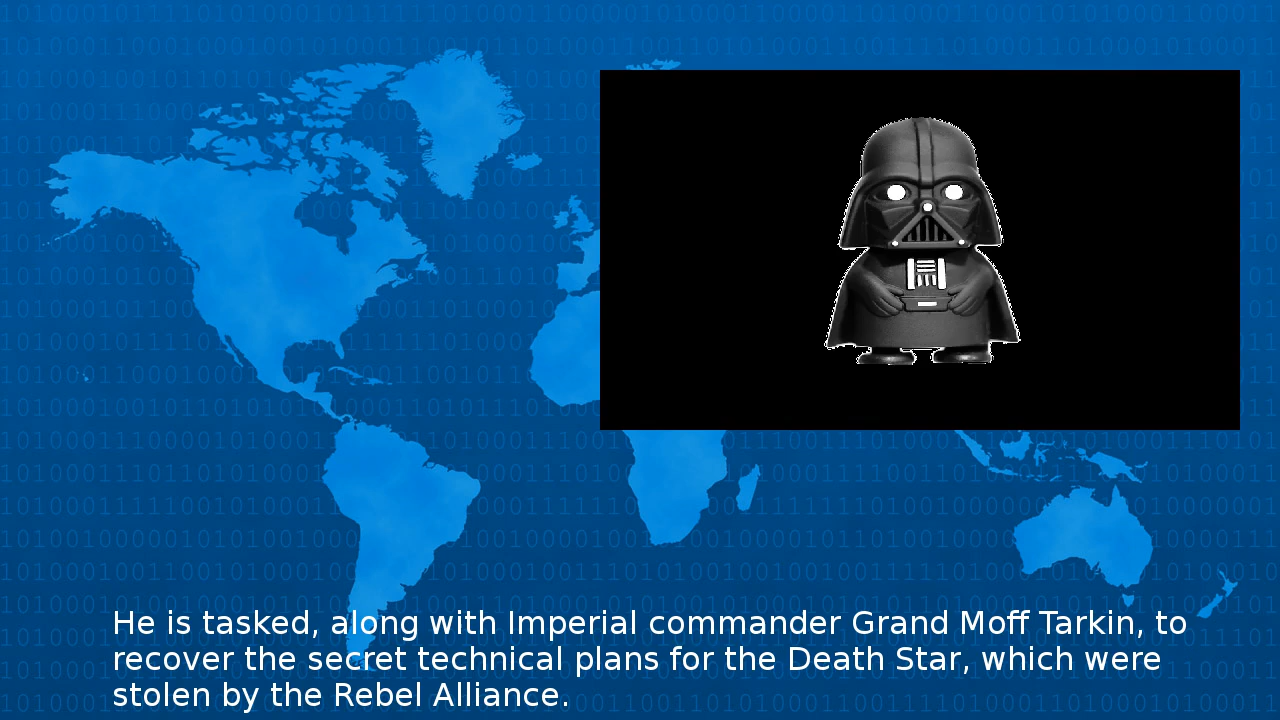 He is tasked, along with Imperial commander Grand Moff Tarkin, to
recover the secret technical plans for the Death Star, which were
stolen by the Rebel Alliance.